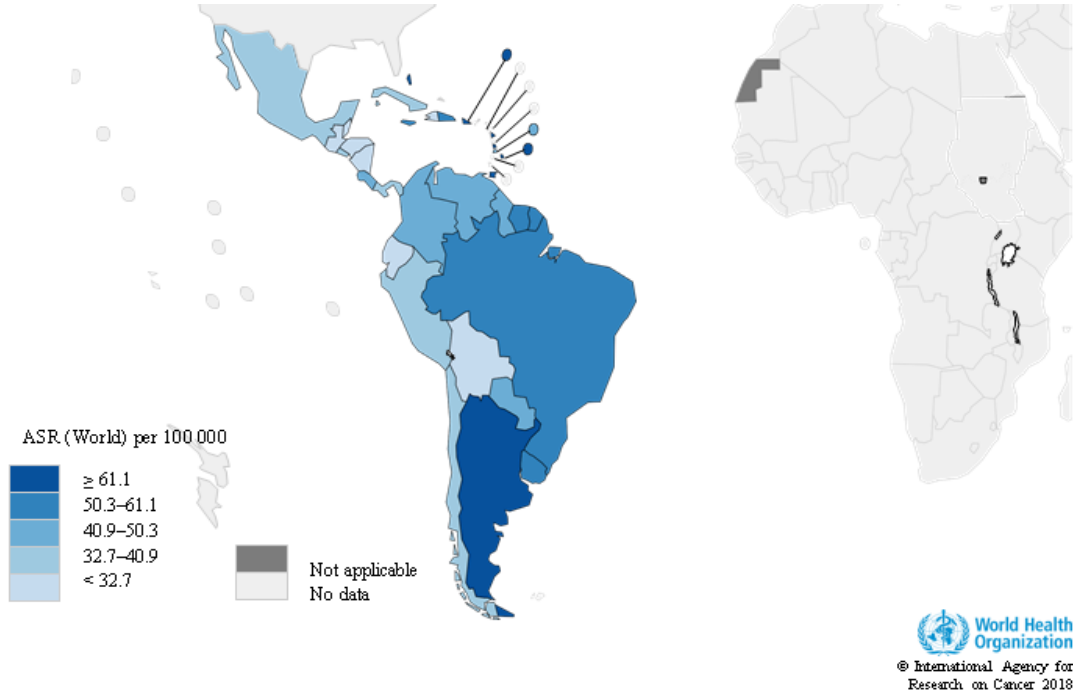 ASR (World) per 100 000
≥ 61.1
50.3–61.1
40.9–50.3
32.7–40.9
< 32.7
Not applicable
No data
World Health
Organization
© International Agency for
Research on Cancer 2018